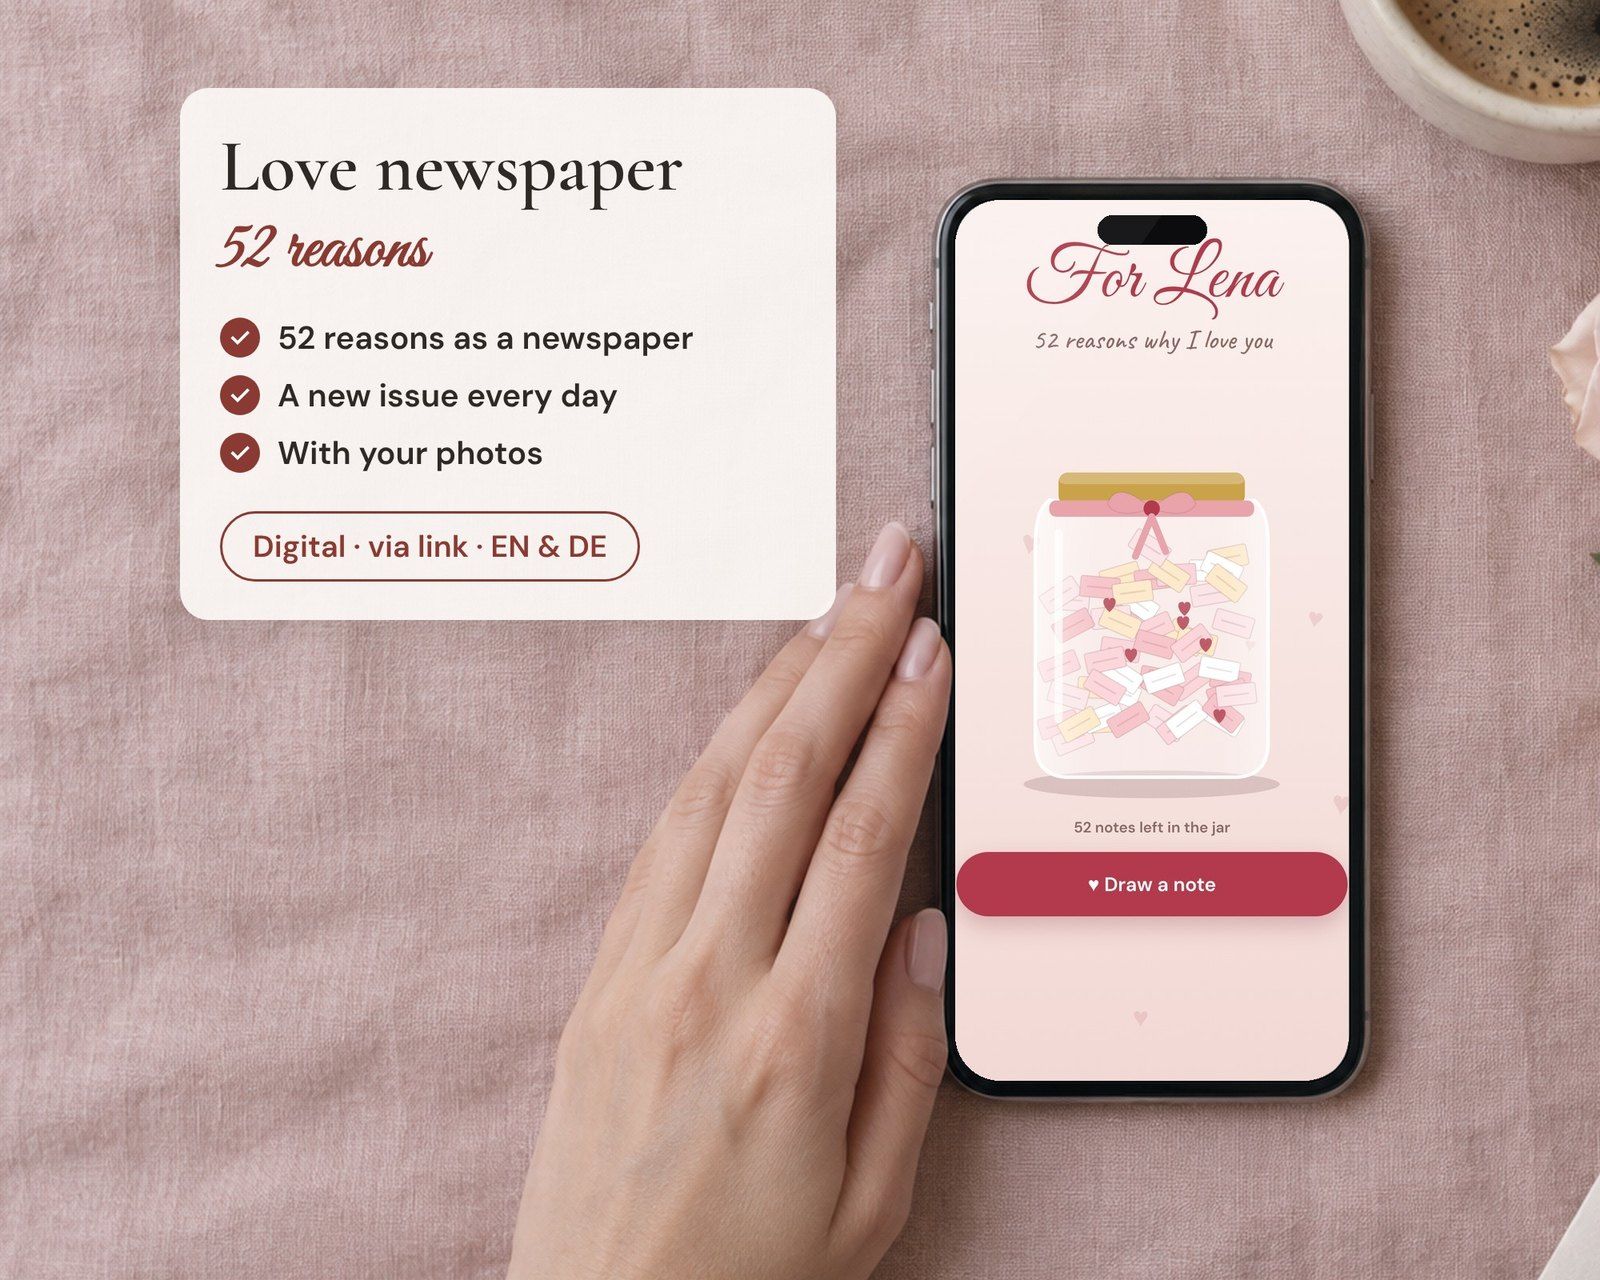 Love newspaper
52 reasons
52 reasons as a newspaper
A new issue every day
With your photos
Digital · via link · EN & DE
For Lena
52 reasons why I love you
52 notes left in the jar
♥ Draw a note